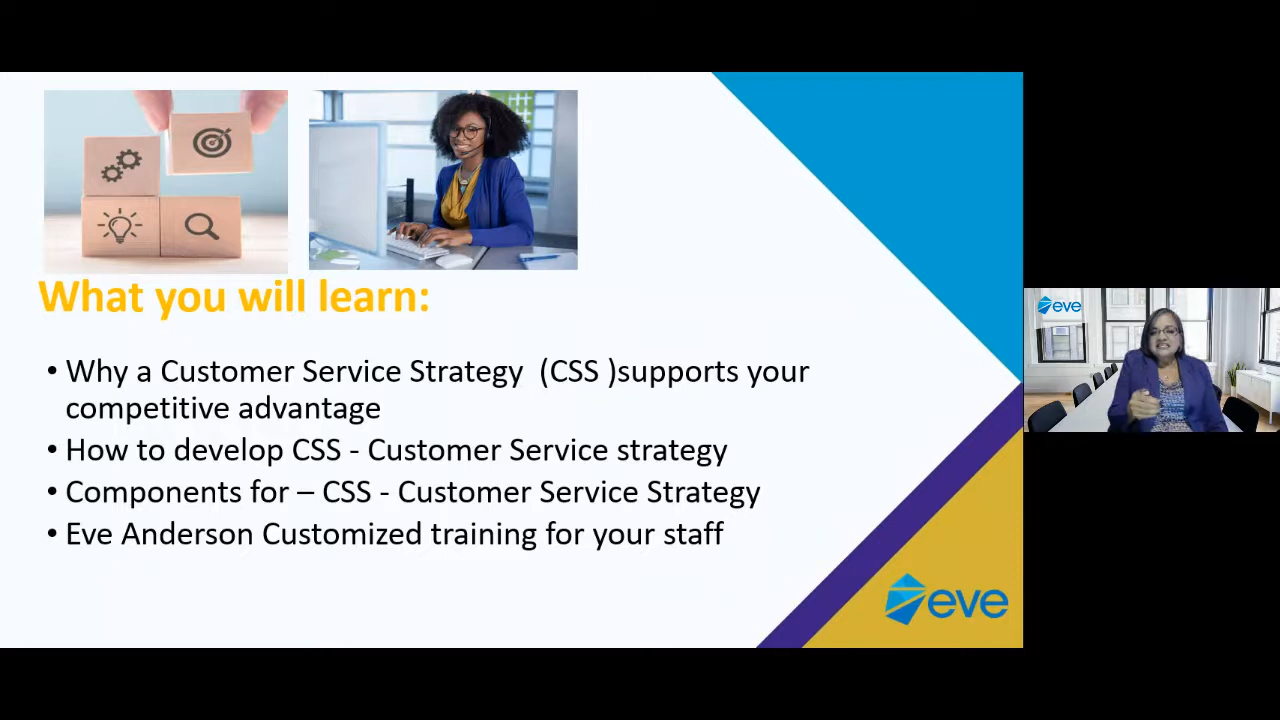 What you will learn:
• Why a Customer Service Strategy  (CSS )supports your
competitive advantage
• How to develop CSS - Customer Service strategy
• Components for – CSS - Customer Service Strategy
• Eve Anderson Customized training for your staff
eve
eve